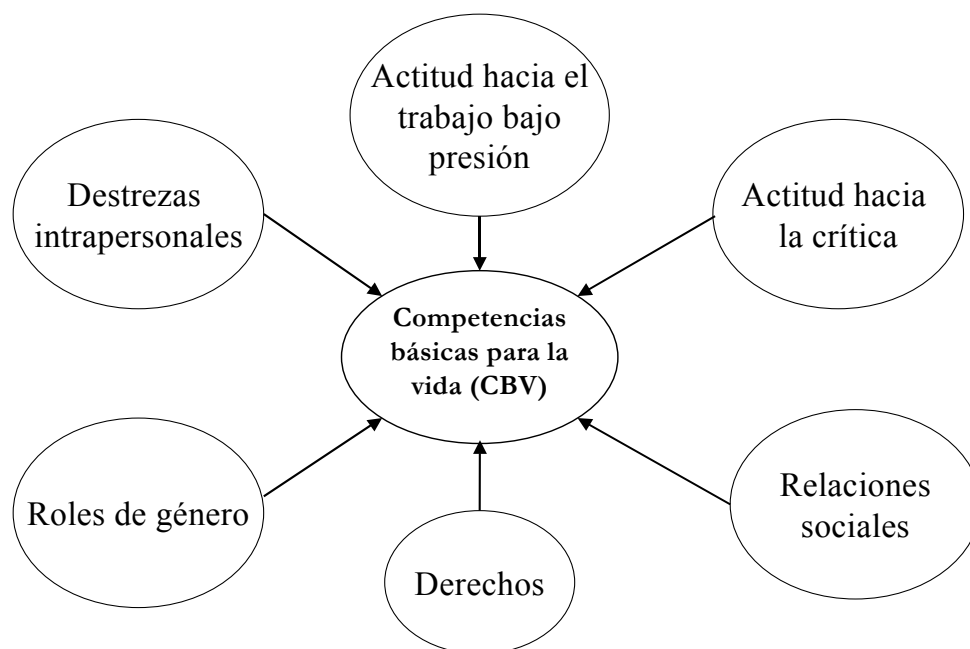 Actitud hacia el
trabajo bajo
presión
Destrezas
intrapersonales
Actitud hacia
la crítica
Competencias
básicas para la
vida (CBV)
Roles de género
Relaciones
sociales
Derechos